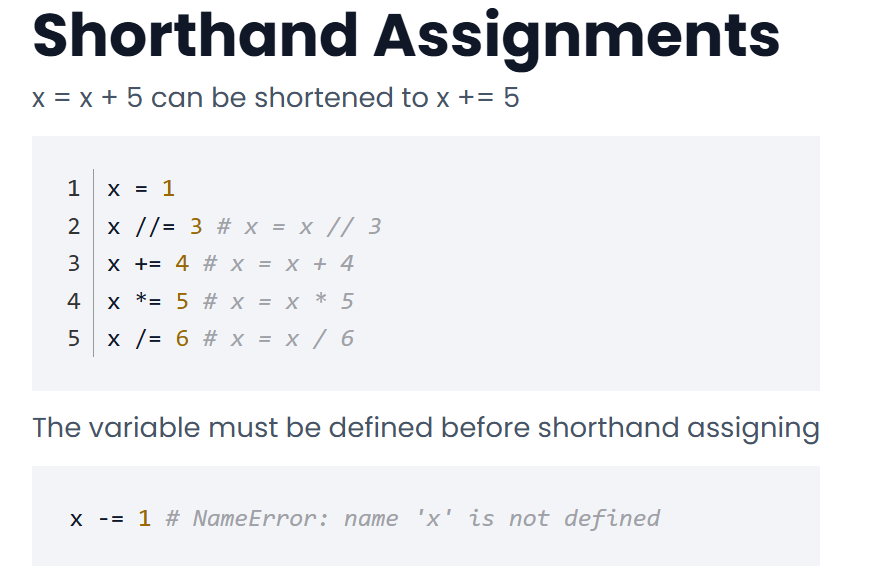 Shorthand Assignments
x = x + 5 can be shortened to x += 5
1 x = 1
2 x //= 3 # x = x // 3
3 x += 4 # x = x + 4
4 x *= 5 # x = x * 5
5 x /= 6 # x = x / 6
The variable must be defined before shorthand assigning
x -= 1 # NameError: name 'x' is not defined